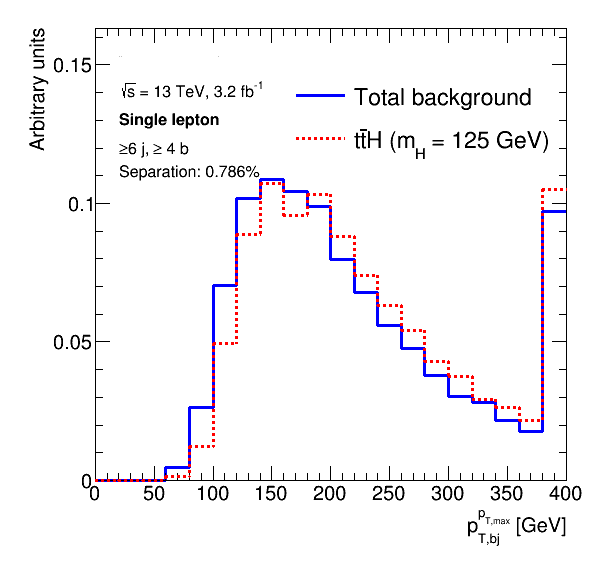 Arbitrary units
0.15
0.1
0.05
0
√s = 13 TeV, 3.2 fb⁻¹
Single lepton
≥6 j, ≥ 4 b
Separation: 0.786%
Total background
tt̄H (m_H = 125 GeV)
0 50 100 150 200 250 300 350 400
p_{T,bj}^{p_{T,max}} [GeV]